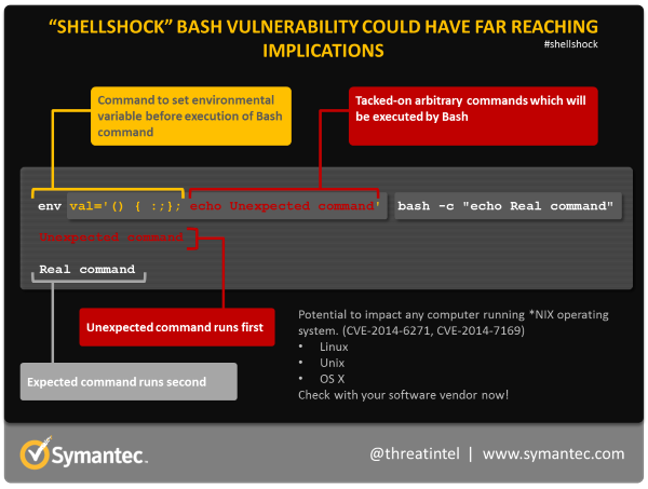 “SHELLSHOCK” BASH VULNERABILITY COULD HAVE FAR REACHING
IMPLICATIONS
#shellshock
Command to set environmental
variable before execution of Bash
command
Tacked-on arbitrary commands which will
be executed by Bash
env val='() { :;}; echo Unexpected command' bash -c "echo Real command"
Unexpected command
Real command
Unexpected command runs first
Expected command runs second
Potential to impact any computer running *NIX operating
system. (CVE-2014-6271, CVE-2014-7169)
• Linux
• Unix
• OS X
Check with your software vendor now!
Symantec™
@threatintel | www.symantec.com